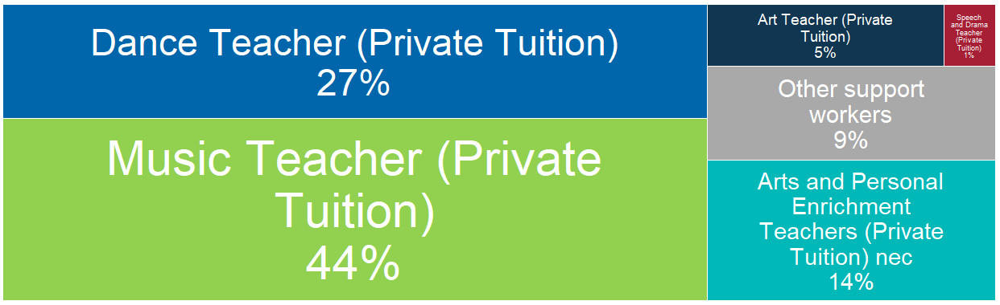 Dance Teacher (Private Tuition)
27%
Music Teacher (Private
Tuition)
44%
Art Teacher (Private
Tuition)
5%
Speech
and Drama
Teacher
(Private
Tuition)
1%
Other support
workers
9%
Arts and Personal
Enrichment
Teachers (Private
Tuition) nec
14%